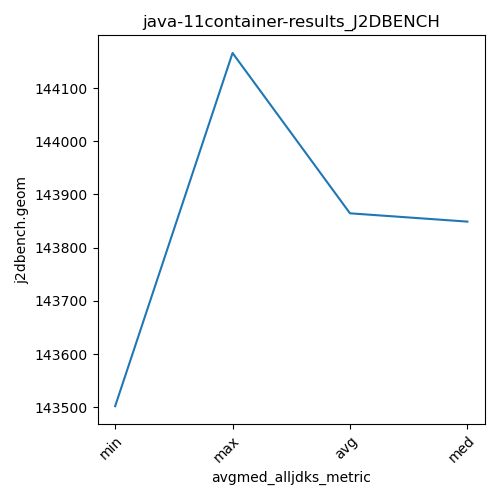 java-11container-results_J2DBENCH
144100
144000
143900
143800
143700
143600
143500
j2dbench.geom
min
max
avg
med
avgmed_alljdks_metric